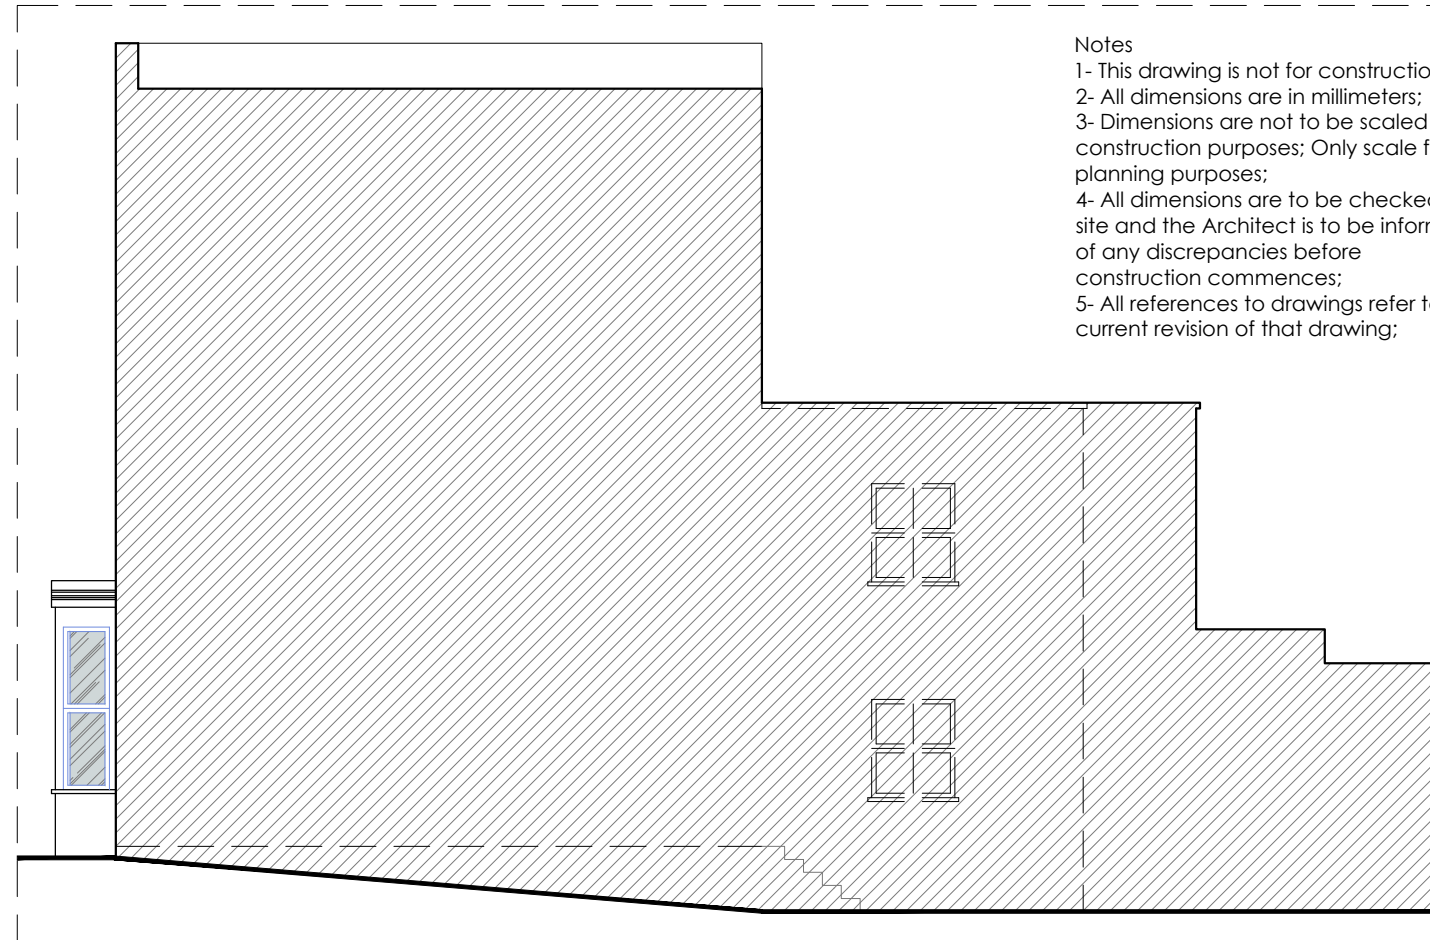 Notes
1- This drawing is not for constructio
2- All dimensions are in millimeters;
3- Dimensions are not to be scaled
construction purposes; Only scale f
planning purposes;
4- All dimensions are to be checke
site and the Architect is to be infor
of any discrepancies before
construction commences;
5- All references to drawings refer t
current revision of that drawing;